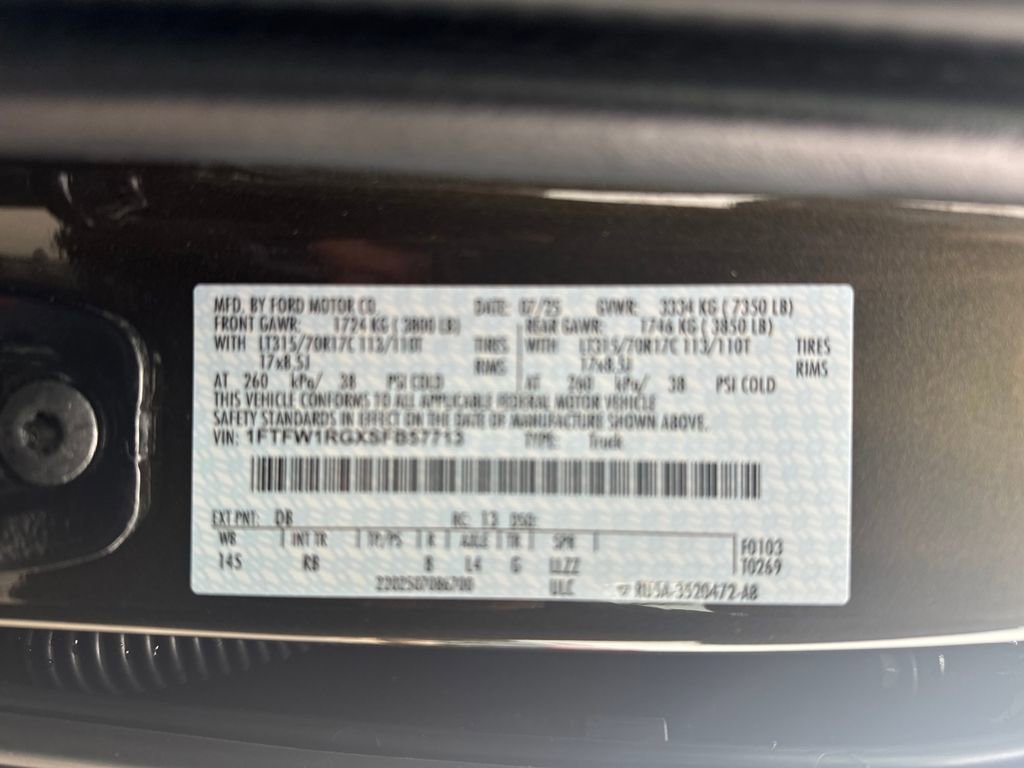 MFD. BY FORD MOTOR CO. DATE: 07/25 GVWR: 3334 KG ( 7350 LB)
FRONT GAWR: 1724 KG ( 3800 LB) REAR GAWR: 1746 KG ( 3850 LB)
WITH LT315/70R17C 113/110T TIRES WITH LT315/70R17C 113/110T TIRES
17x8.5J RIMS 17x8.5J RIMS
AT 260 kPa/ 38 PSI COLD AT 260 kPa/ 38 PSI COLD
THIS VEHICLE CONFORMS TO ALL APPLICABLE FEDERAL MOTOR VEHICLE
SAFETY STANDARDS IN EFFECT ON THE DATE OF MANUFACTURE SHOWN ABOVE.
VIN: 1FTFW1RGXSFB57713 TYPE: Truck
EXT PNT: DB RC: 13 DSO:
WB INT TR TP/PS R AXLE TR SPR F0103
145 RB B L4 G LLZZ T0269
2202507086700 ULC RU5A-3520472-AB